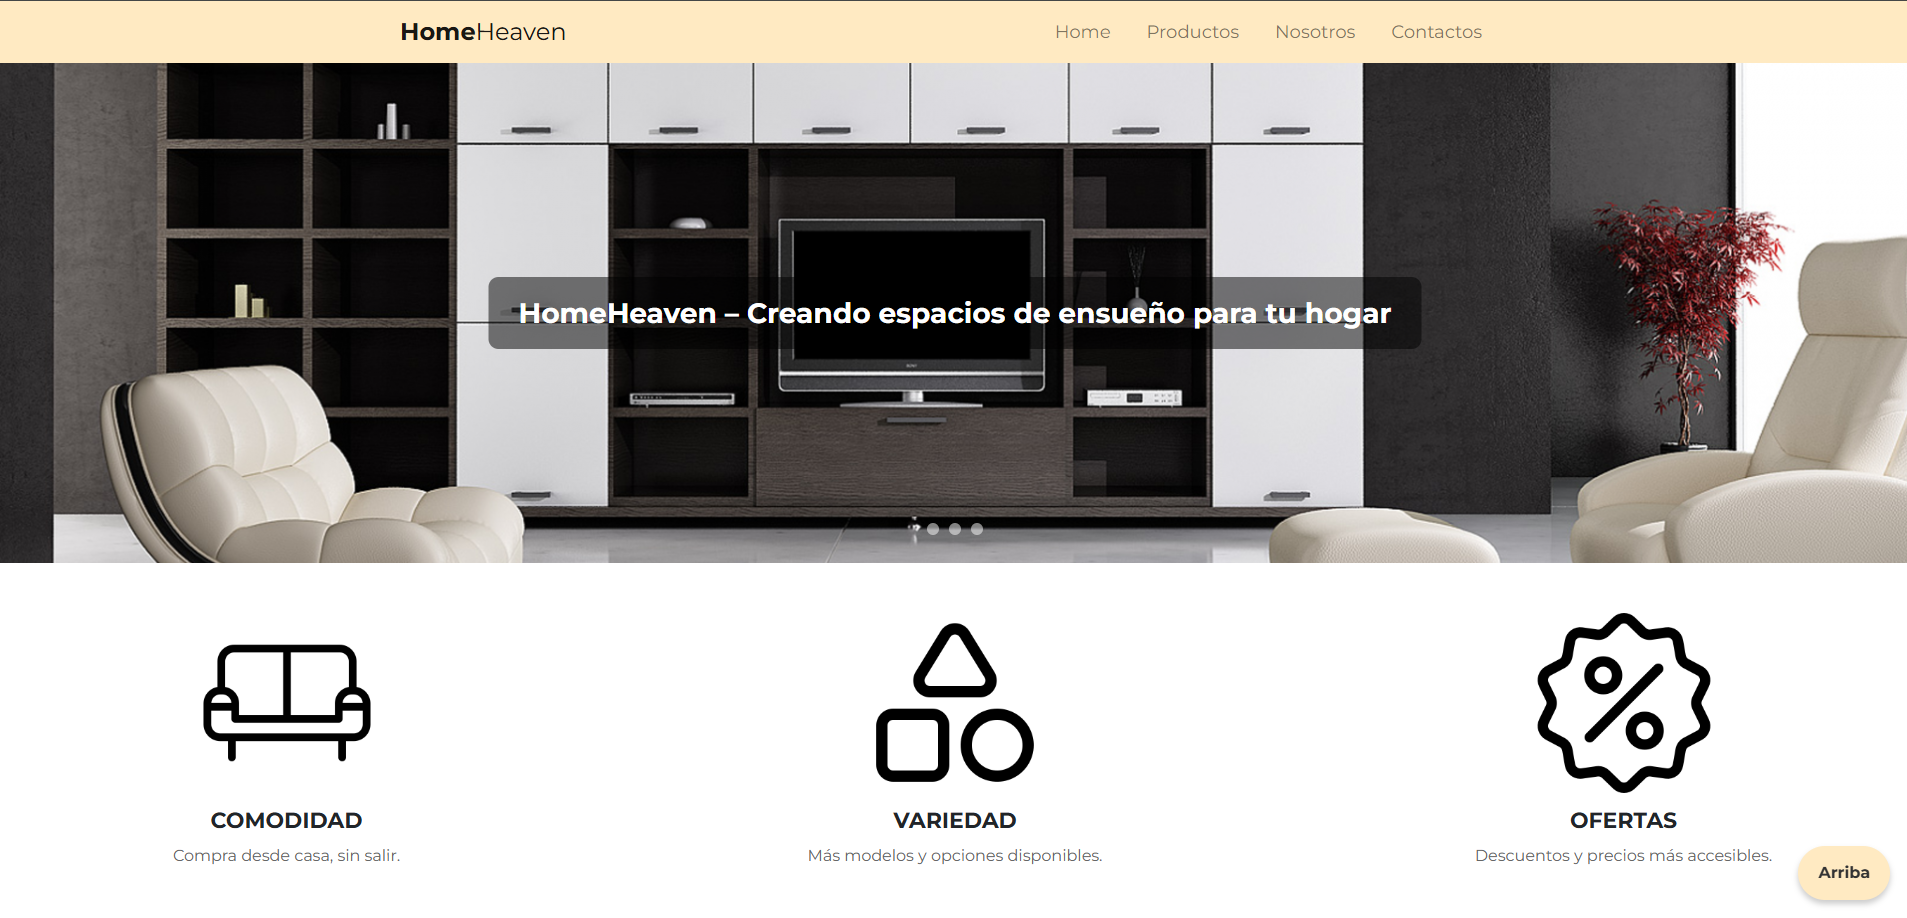 HomeHeaven
Home Productos Nosotros Contactos
HomeHeaven – Creando espacios de ensueño para tu hogar
COMODIDAD
Compra desde casa, sin salir.
VARIEDAD
Más modelos y opciones disponibles.
OFERTAS
Descuentos y precios más accesibles.
Arriba